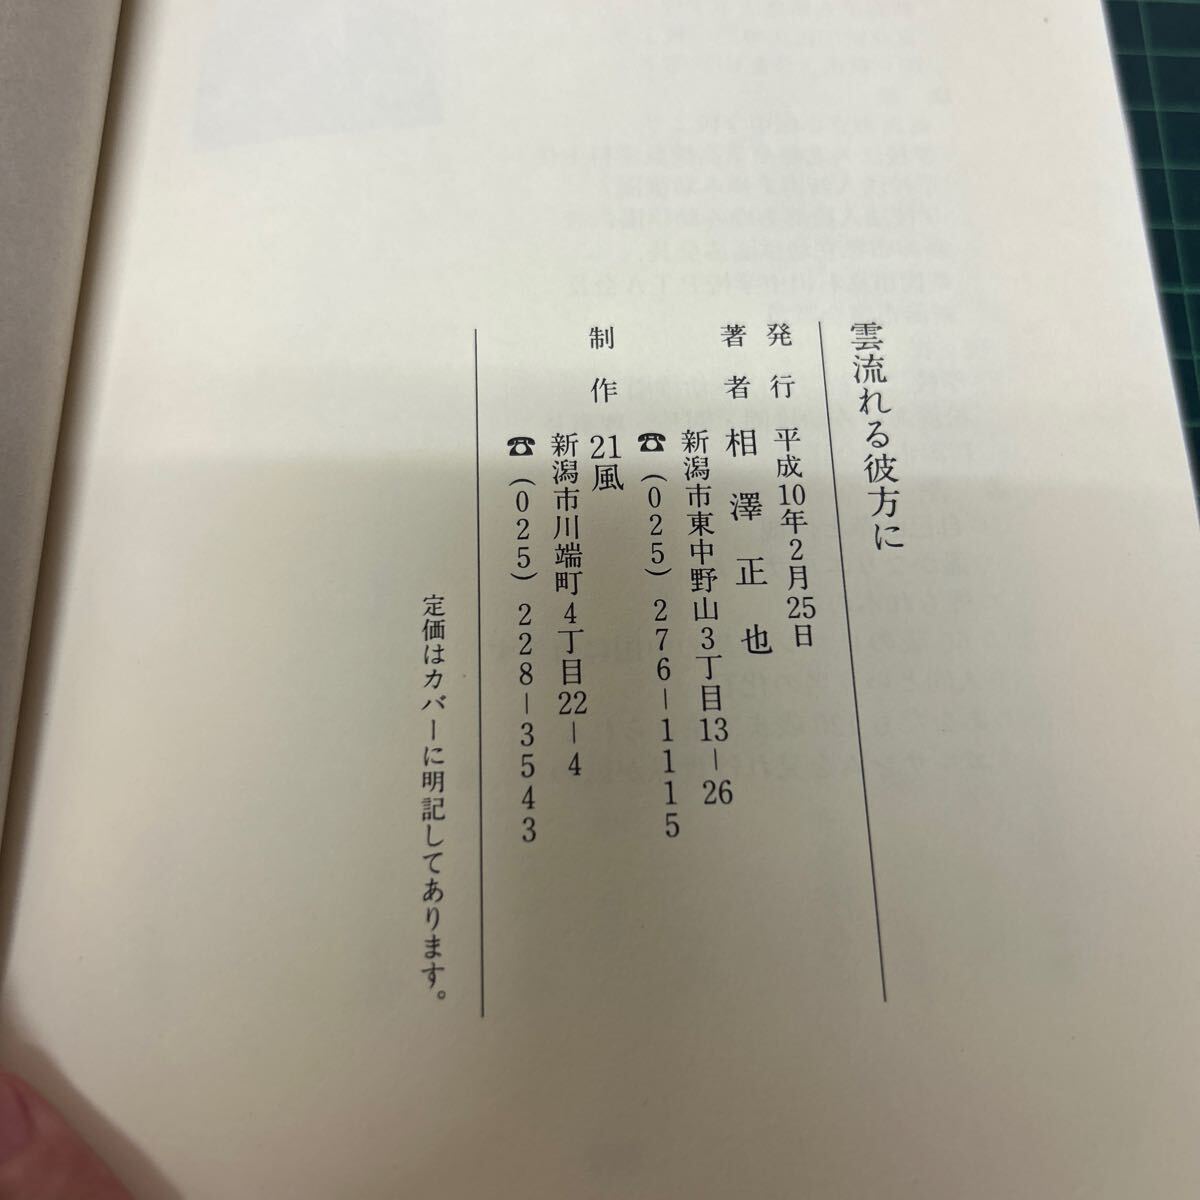 雲流れる彼方に
発行 平成10年2月25日
著者 相澤正也
新潟市東中野山3丁目13-26
☎(025)276-1115
制作 21風
新潟市川端町4丁目22-4
☎(025)228-3543
定価はカバーに明記してあります。